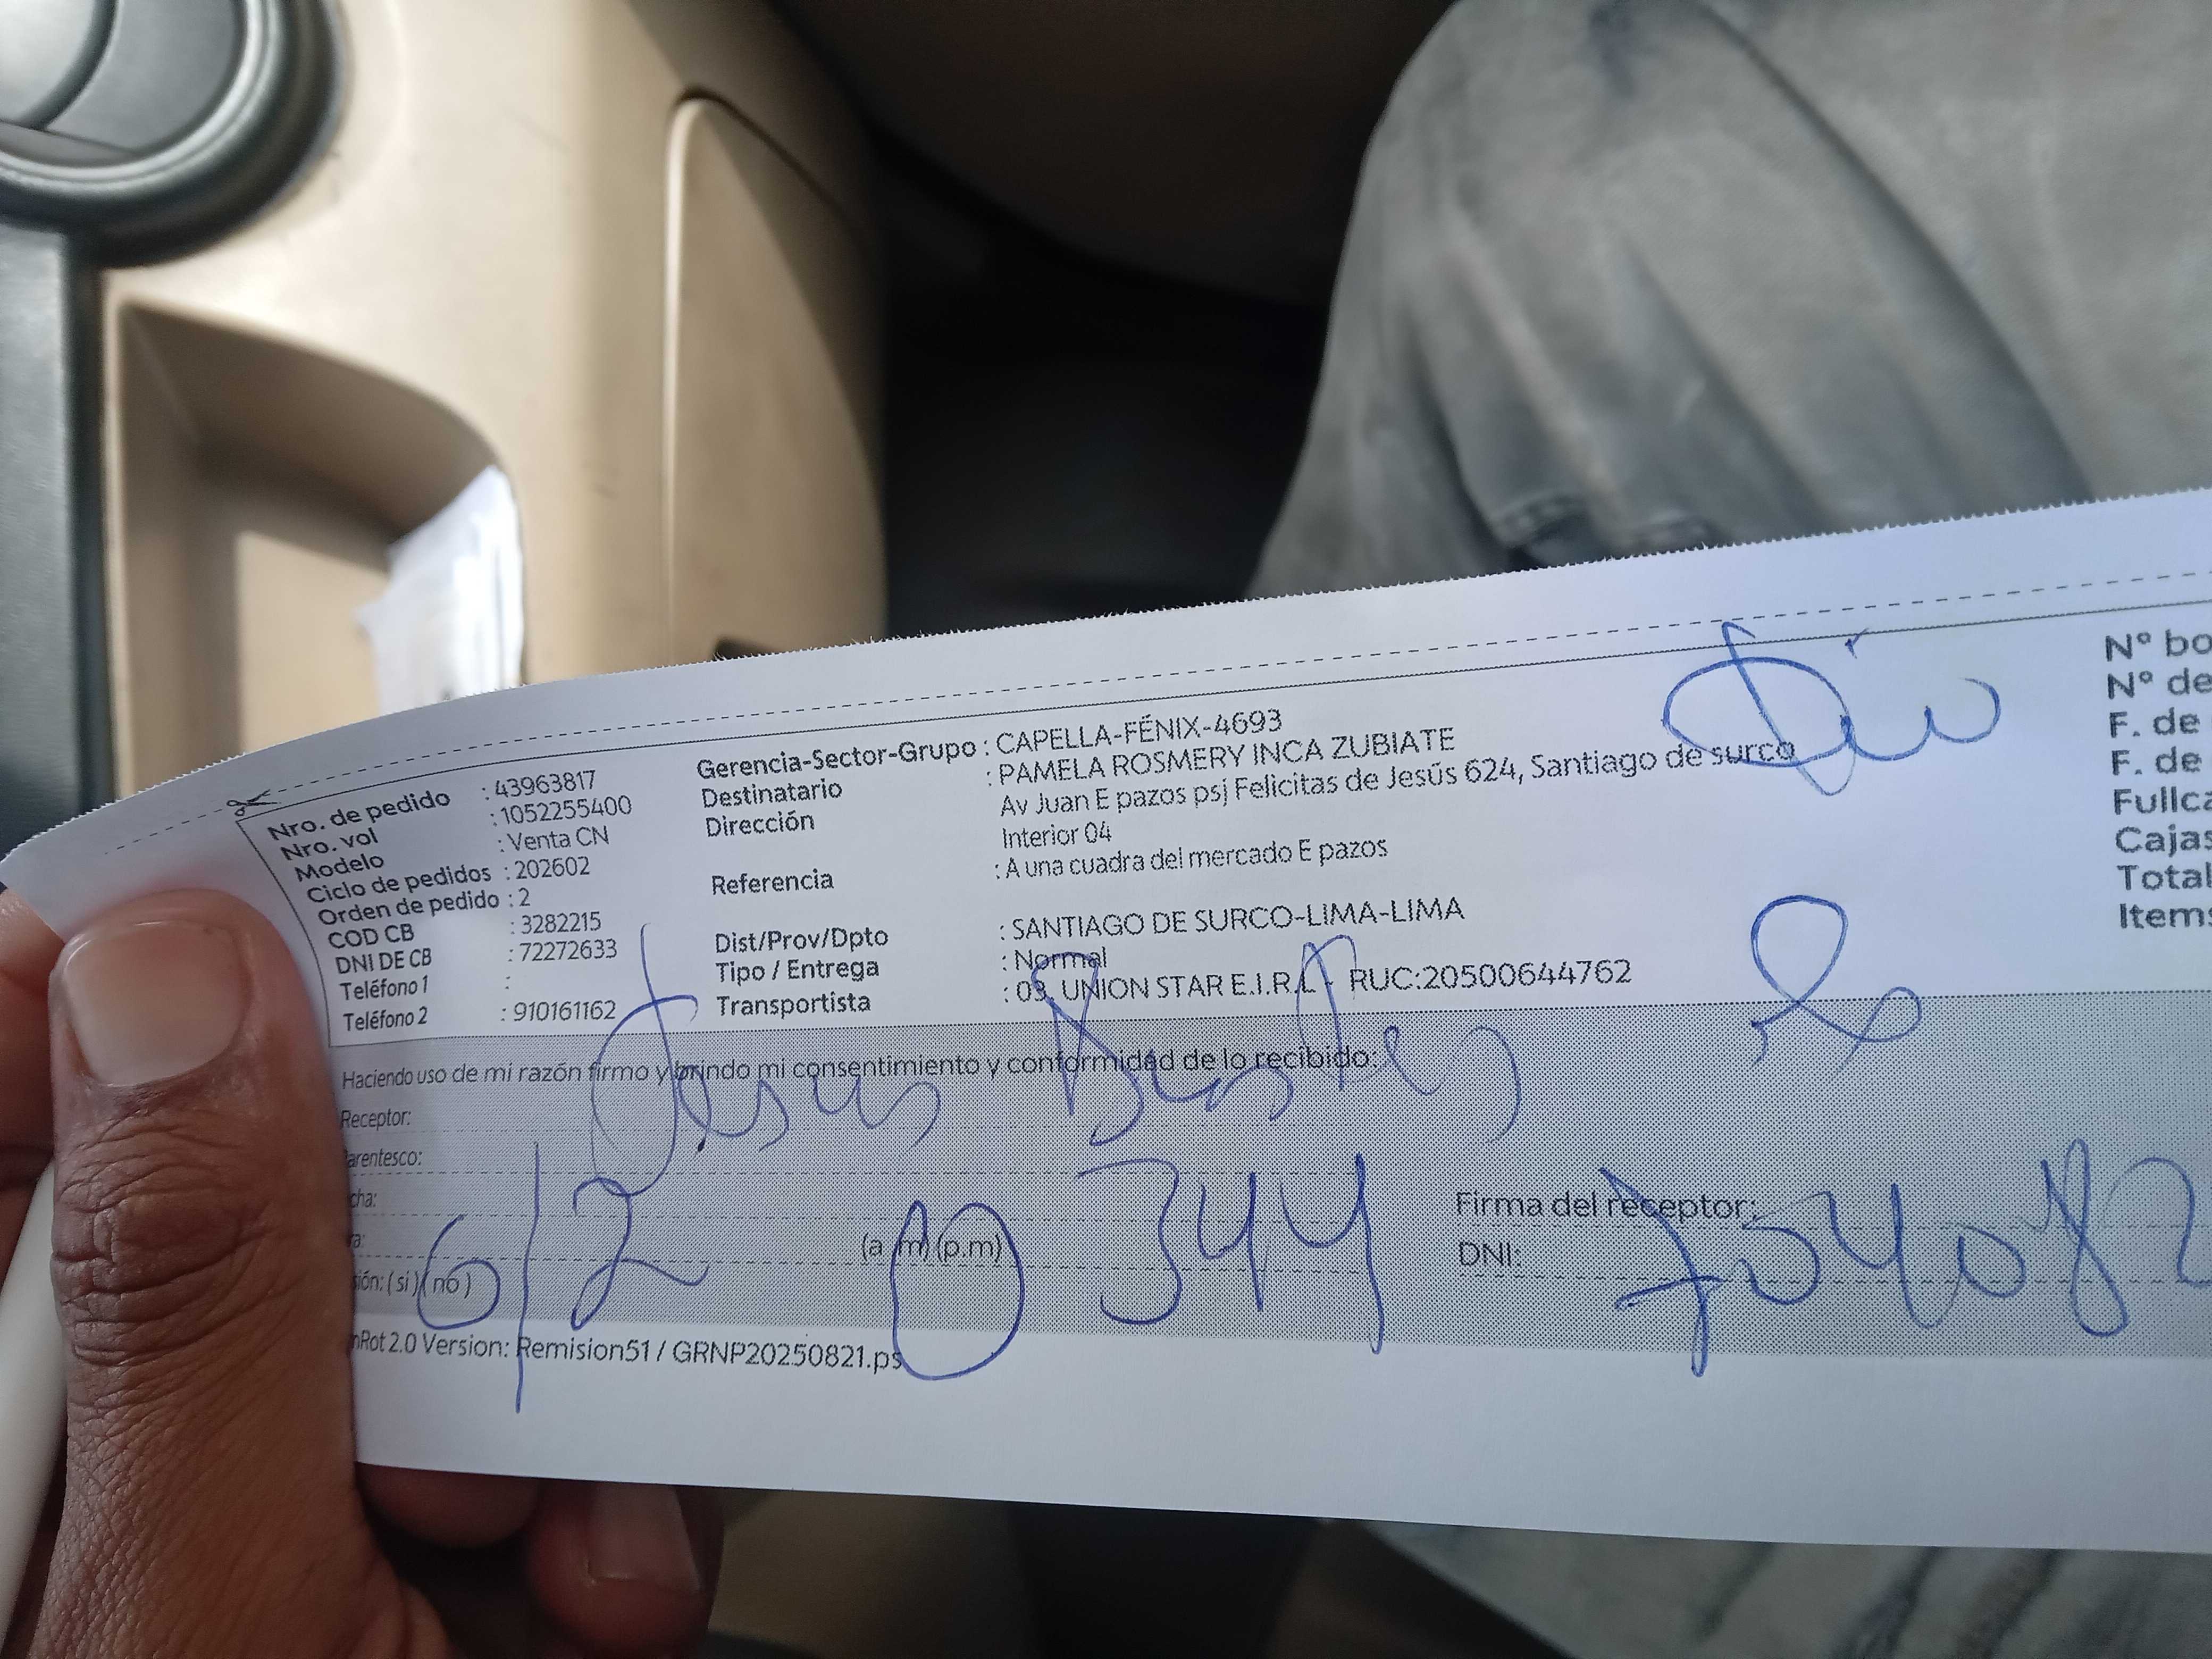 Nro. de pedido : 43963817
Nro. vol : 1052255400
Modelo : Venta CN
Ciclo de pedidos : 202602
Orden de pedido : 2
COD CB : 3282215
DNI DE CB : 72272633
Teléfono 1 :
Teléfono 2 : 910161162
Gerencia-Sector-Grupo : CAPELLA-FÉNIX-4693
Destinatario : PAMELA ROSMERY INCA ZUBIATE
Dirección Av Juan E pazos psj Felicitas de Jesús 624, Santiago de surco
Interior 04
Referencia : A una cuadra del mercado E pazos
Dist/Prov/Dpto : SANTIAGO DE SURCO-LIMA-LIMA
Tipo / Entrega : Normal
Transportista : 03. UNION STAR E.I.R.L - RUC:20500644762
N° bo
N° de
F. de
F. de
Fullca
Cajas
Total
Items
Haciendo uso de mi razón firmo y brindo mi consentimiento y conformidad de lo recibido:
Receptor: Jesus
arentesco:
cha:
ra: (a m) (p.m)
sión: ( si ) ( no )
6/2 0 344
Firma del receptor:
DNI:
nRot 2.0 Version: Remision51 / GRNP20250821.ps